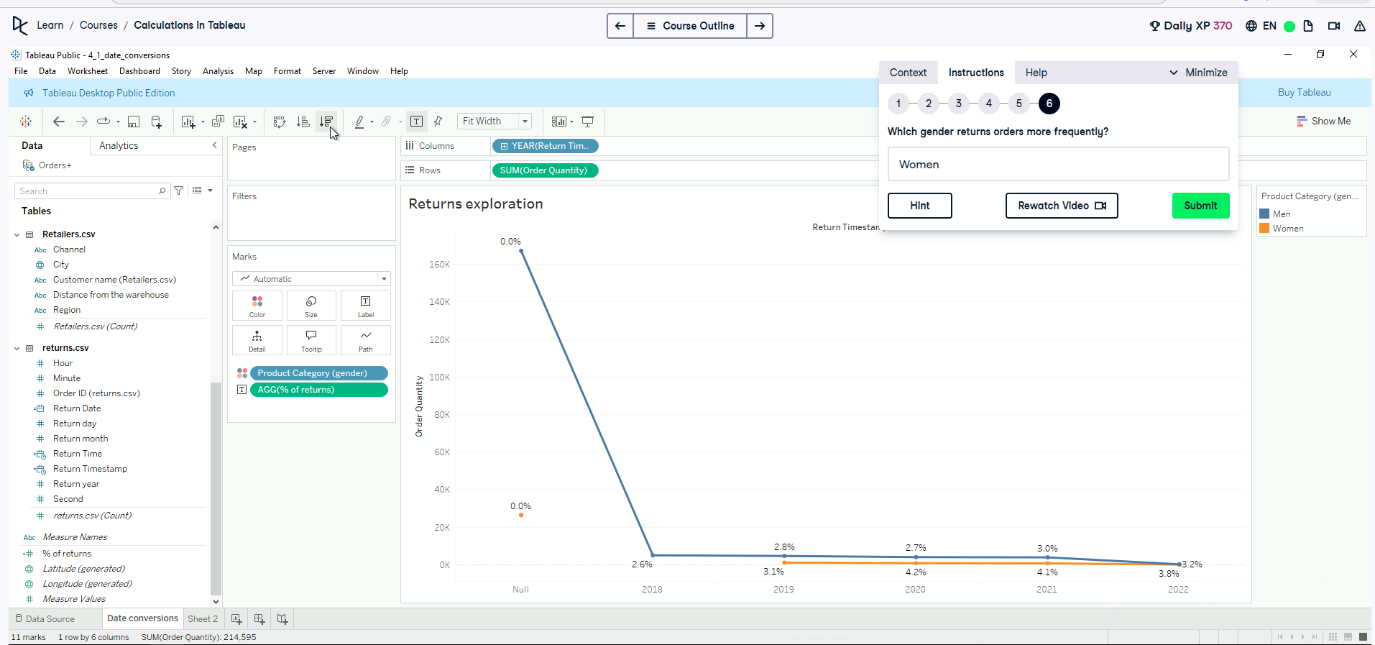 Learn / Courses / Calculations in Tableau
Course Outline
Daily XP 370
EN
Tableau Public - 4_1_date_conversions
File Data Worksheet Dashboard Story Analysis Map Format Server Window Help
Tableau Desktop Public Edition
Buy Tableau
Fit Width
Show Me
Data
Analytics
Orders+
Search
Tables
Retailers.csv
Abc Channel
City
Abc Customer name (Retailers.csv)
Abc Distance from the warehouse
Abc Region
# Retailers.csv (Count)
returns.csv
# Hour
# Minute
# Order ID (returns.csv)
Return Date
# Return day
# Return month
Return Time
Return Timestamp
# Return year
# Second
# returns.csv (Count)
Abc Measure Names
# % of returns
Latitude (generated)
Longitude (generated)
# Measure Values
Pages
Filters
Marks
Automatic
Color
Size
Label
Detail
Tooltip
Path
Product Category (gender)
AGG(% of returns)
Columns
YEAR(Return Tim..
Rows
SUM(Order Quantity)
Returns exploration
Return Timestam
Order Quantity
160K
140K
120K
100K
80K
60K
40K
20K
0K
0.0%
0.0%
2.6%
2.8%
3.1%
2.7%
4.2%
3.0%
4.1%
3.2%
3.8%
Null
2018
2019
2020
2021
2022
Context
Instructions
Help
Minimize
1 2 3 4 5 6
Which gender returns orders more frequently?
Women
Hint
Rewatch Video
Submit
Product Category (gen...
Men
Women
Data Source
Date conversions
Sheet 2
11 marks 1 row by 6 columns SUM(Order Quantity): 214,595